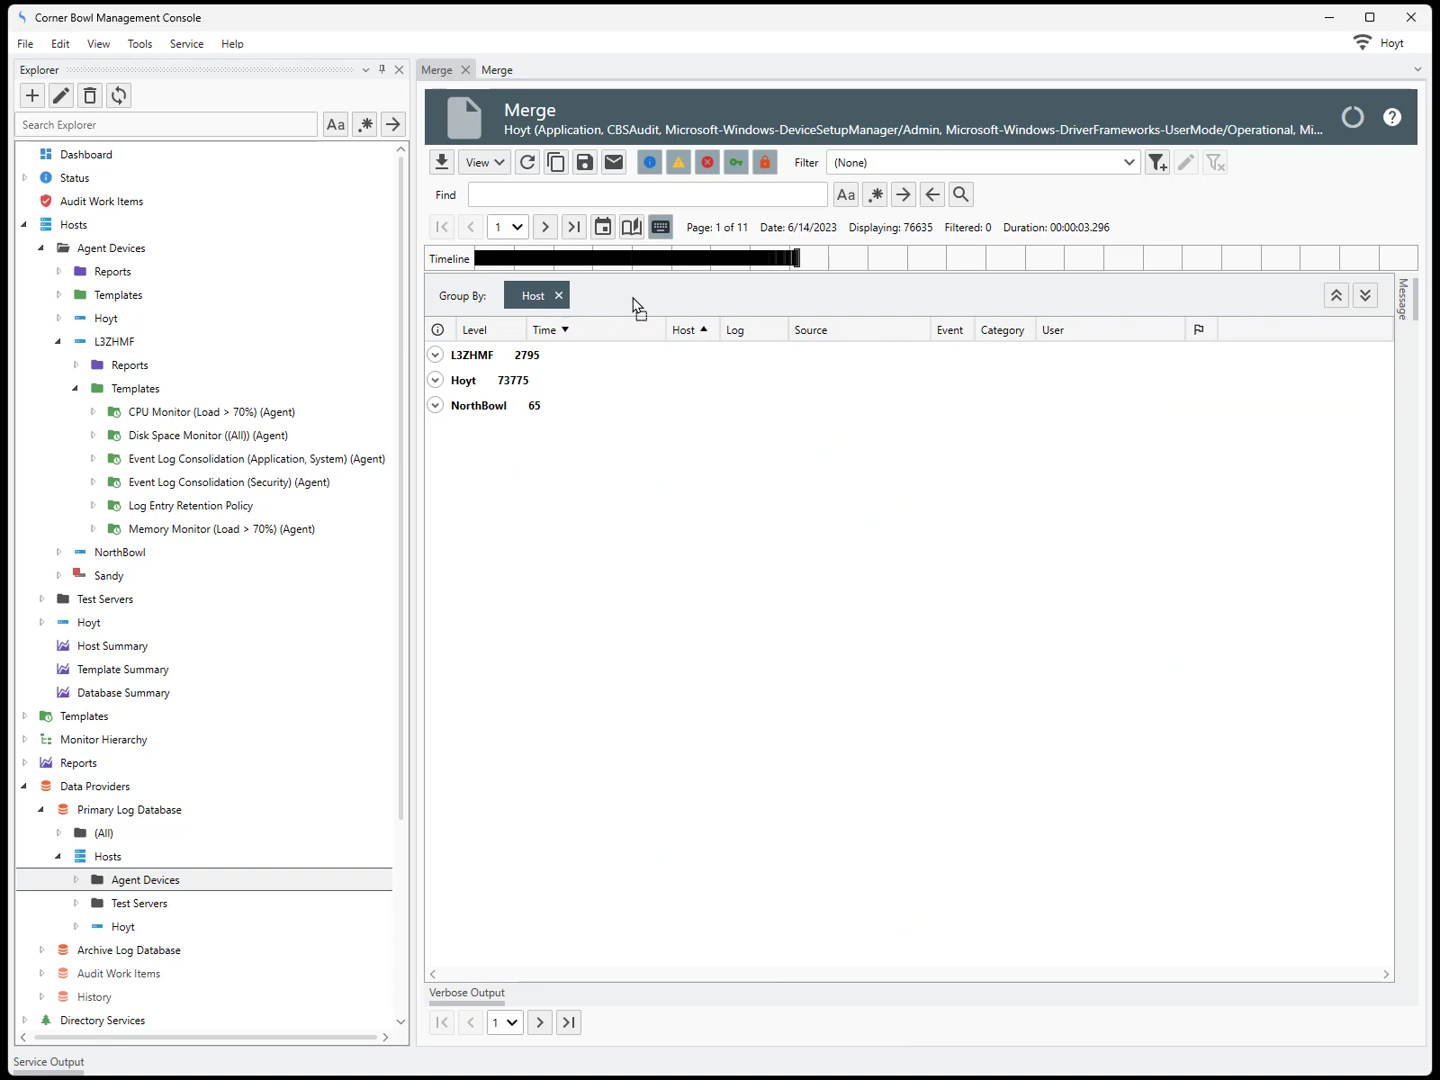 Corner Bowl Management Console
File Edit View Tools Service Help
Hoyt
Explorer
Search Explorer
Aa
.*
Dashboard
Status
Audit Work Items
Hosts
Agent Devices
Reports
Templates
Hoyt
L3ZHMF
Reports
Templates
CPU Monitor (Load > 70%) (Agent)
Disk Space Monitor ((All)) (Agent)
Event Log Consolidation (Application, System) (Agent)
Event Log Consolidation (Security) (Agent)
Log Entry Retention Policy
Memory Monitor (Load > 70%) (Agent)
NorthBowl
Sandy
Test Servers
Hoyt
Host Summary
Template Summary
Database Summary
Templates
Monitor Hierarchy
Reports
Data Providers
Primary Log Database
(All)
Hosts
Agent Devices
Test Servers
Hoyt
Archive Log Database
Audit Work Items
History
Directory Services
Service Output
Merge Merge
Merge
Hoyt (Application, CBSAudit, Microsoft-Windows-DeviceSetupManager/Admin, Microsoft-Windows-DriverFrameworks-UserMode/Operational, Mi...
View Filter (None)
Find Aa .*
1 Page: 1 of 11 Date: 6/14/2023 Displaying: 76635 Filtered: 0 Duration: 00:00:03.296
Timeline
Group By: Host
Message
Level Time Host Log Source Event Category User
L3ZHMF 2795
Hoyt 73775
NorthBowl 65
Verbose Output
1